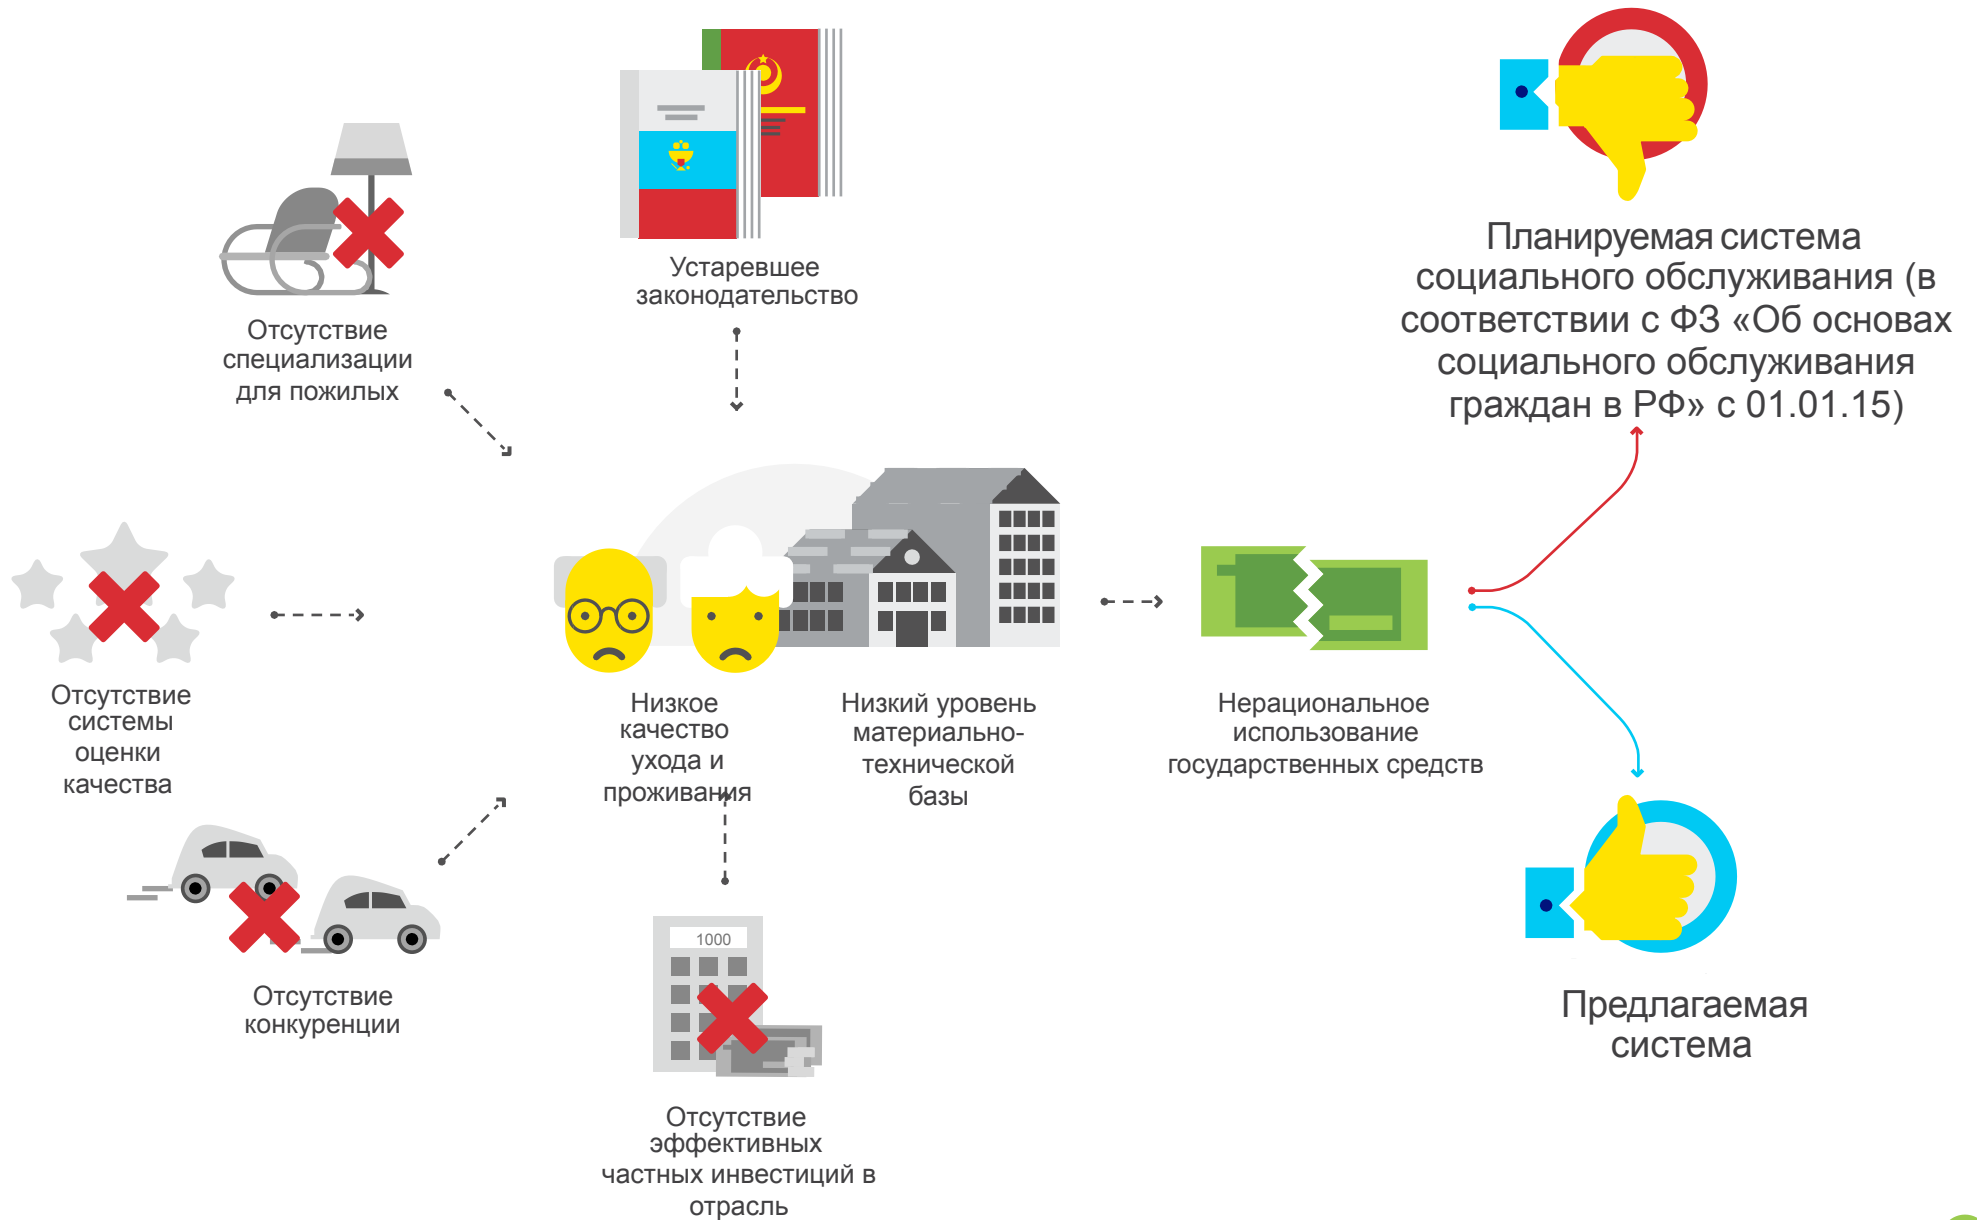 Устаревшее
законодательство
Отсутствие
специализации
для пожилых
Планируемая система
социального обслуживания (в
соответствии с ФЗ «Об основах
социального обслуживания
граждан в РФ» с 01.01.15)
Отсутствие
системы
оценки
качества
Низкое
качество
ухода и
проживания
Низкий уровень
материально-
технической
базы
Нерациональное
использование
государственных средств
Отсутствие
конкуренции
1000
Отсутствие
эффективных
частных инвестиций в
отрасль
Предлагаемая
система